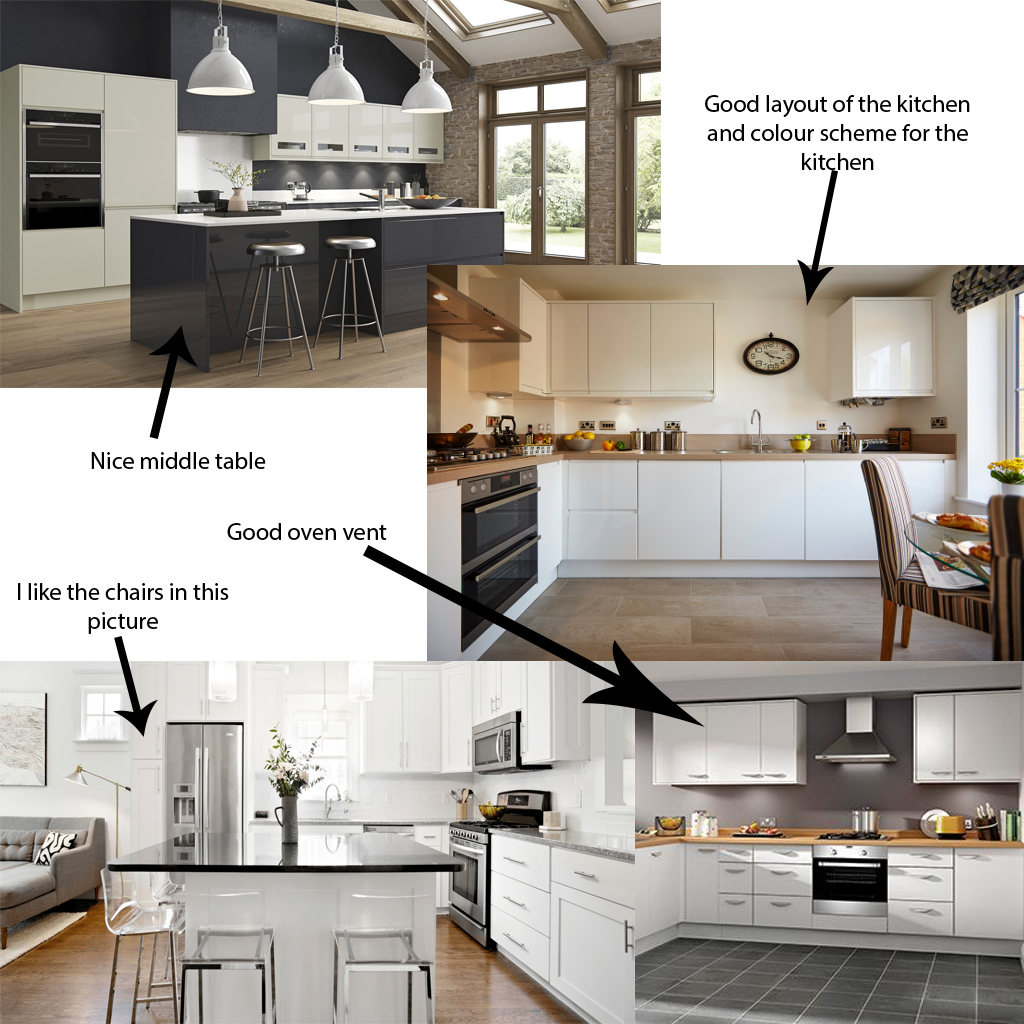 Good layout of the kitchen
and colour scheme for the
kitchen
Nice middle table
Good oven vent
I like the chairs in this
picture